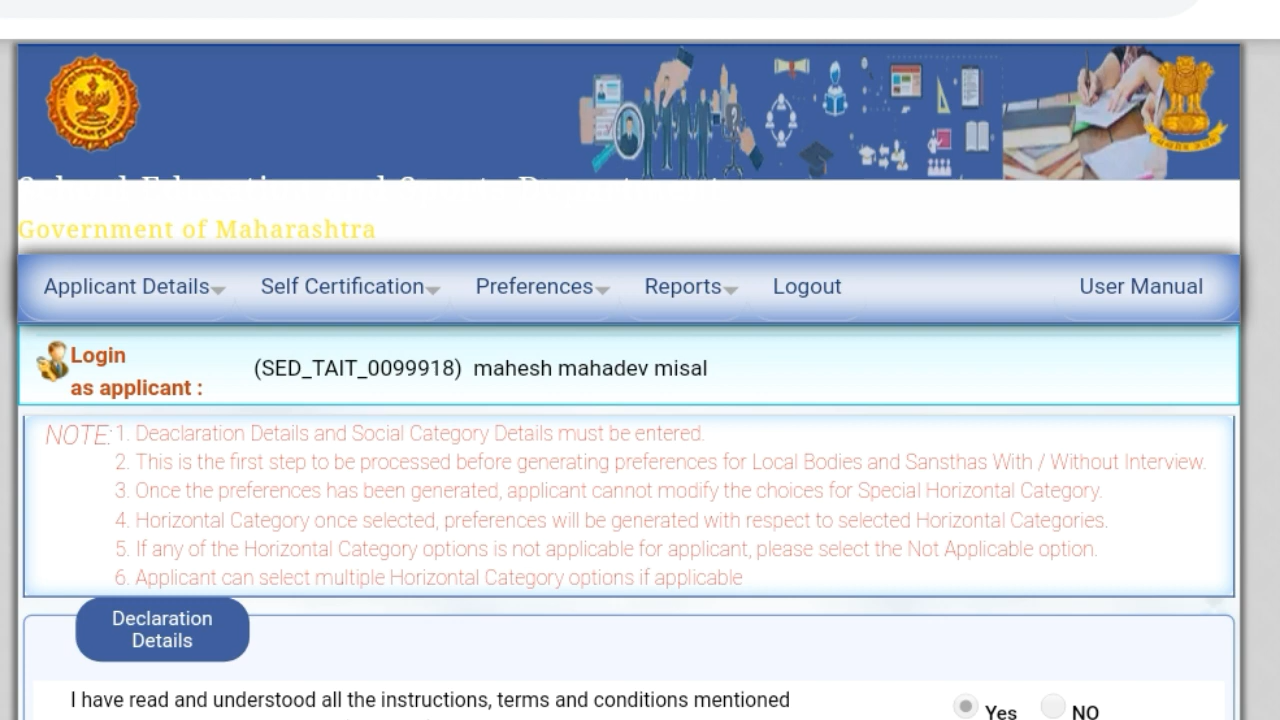 Government of Maharashtra
Applicant Details Self Certification Preferences Reports Logout User Manual
Login
as applicant :
(SED_TAIT_0099918) mahesh mahadev misal
NOTE: 1. Deaclaration Details and Social Category Details must be entered.
2. This is the first step to be processed before generating preferences for Local Bodies and Sansthas With / Without Interview.
3. Once the preferences has been generated, applicant cannot modify the choices for Special Horizontal Category.
4. Horizontal Category once selected, preferences will be generated with respect to selected Horizontal Categories.
5. If any of the Horizontal Category options is not applicable for applicant, please select the Not Applicable option.
6. Applicant can select multiple Horizontal Category options if applicable
Declaration
Details
I have read and understood all the instructions, terms and conditions mentioned
Yes NO